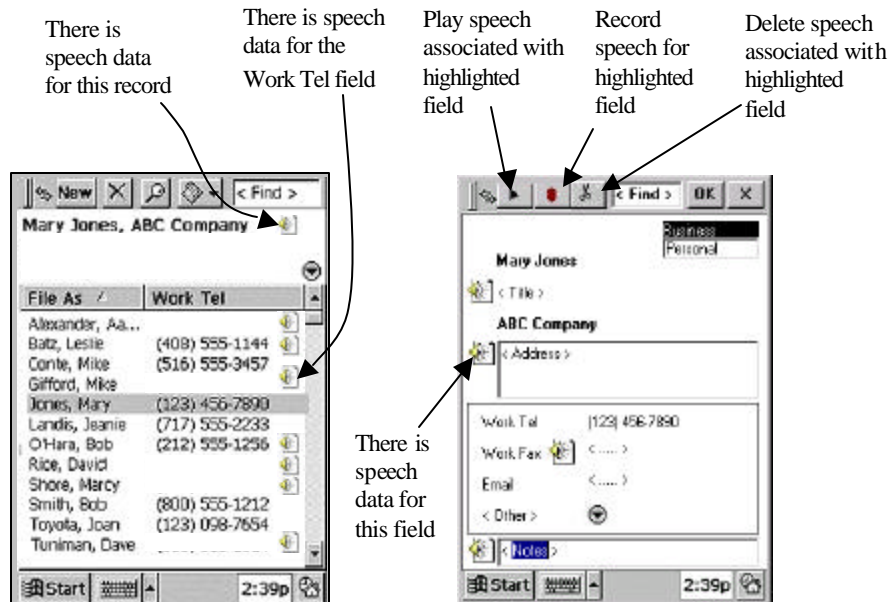 There is
speech data
for this record
There is speech
data for the
Work Tel field
Play speech
associated with
highlighted
field
Record
speech for
highlighted
field
Delete speech
associated with
highlighted
field
New
< Find >
Mary Jones, ABC Company
File As Work Tel
Alexander, Aa...
Batz, Leslie (408) 555-1144
Conte, Mike (516) 555-3457
Gifford, Mike
Jones, Mary (123) 456-7890
Landis, Jeanie (717) 555-2233
O'Hara, Bob (212) 555-1256
Rice, David
Shore, Marcy
Smith, Bob (800) 555-1212
Toyota, Joan (123) 098-7654
Tuniman, Dave
Start 2:39p
< Find > OK X
Business
Personal
Mary Jones
< Title >
ABC Company
< Address >
Work Tel (123) 456-7890
Work Fax <.....>
Email <.....>
< Other >
< Notes >
Start 2:39p
There is
speech
data for
this field